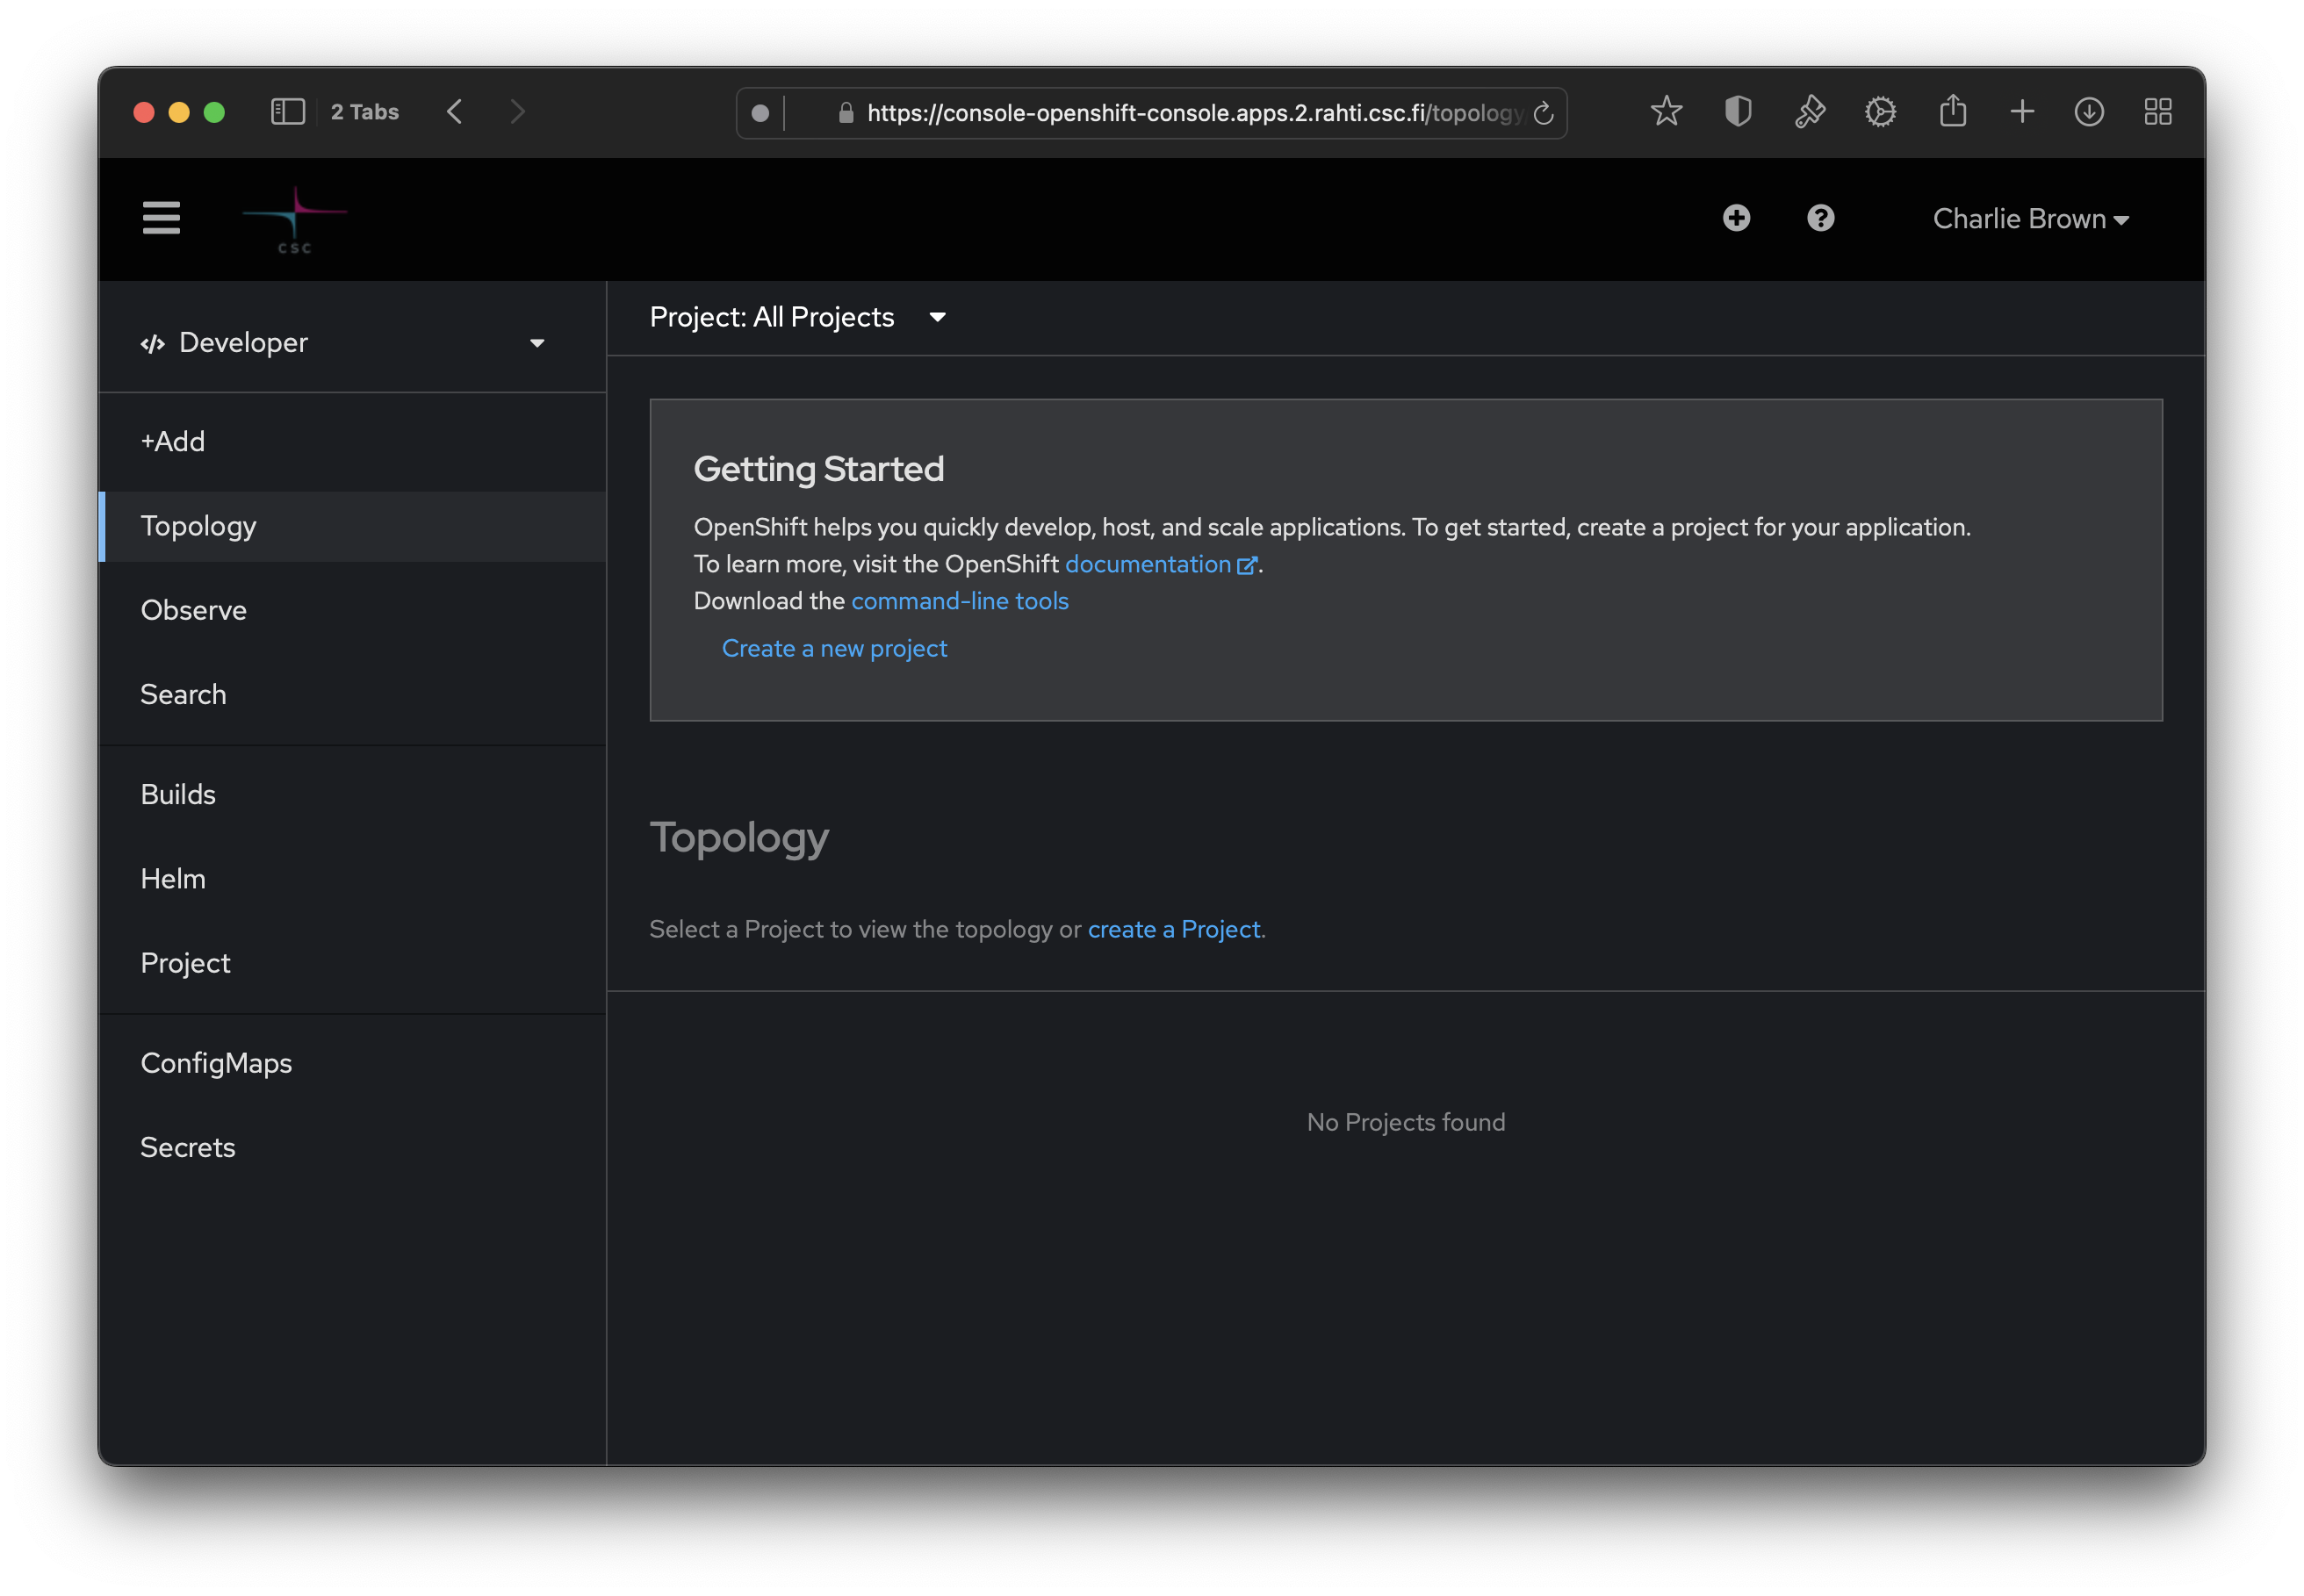 2 Tabs
https://console-openshift-console.apps.2.rahti.csc.fi/topology
csc
Charlie Brown
Developer
Project: All Projects
+Add
Topology
Observe
Search
Builds
Helm
Project
ConfigMaps
Secrets
Getting Started
OpenShift helps you quickly develop, host, and scale applications. To get started, create a project for your application.
To learn more, visit the OpenShift documentation.
Download the command-line tools
Create a new project
Topology
Select a Project to view the topology or create a Project.
No Projects found